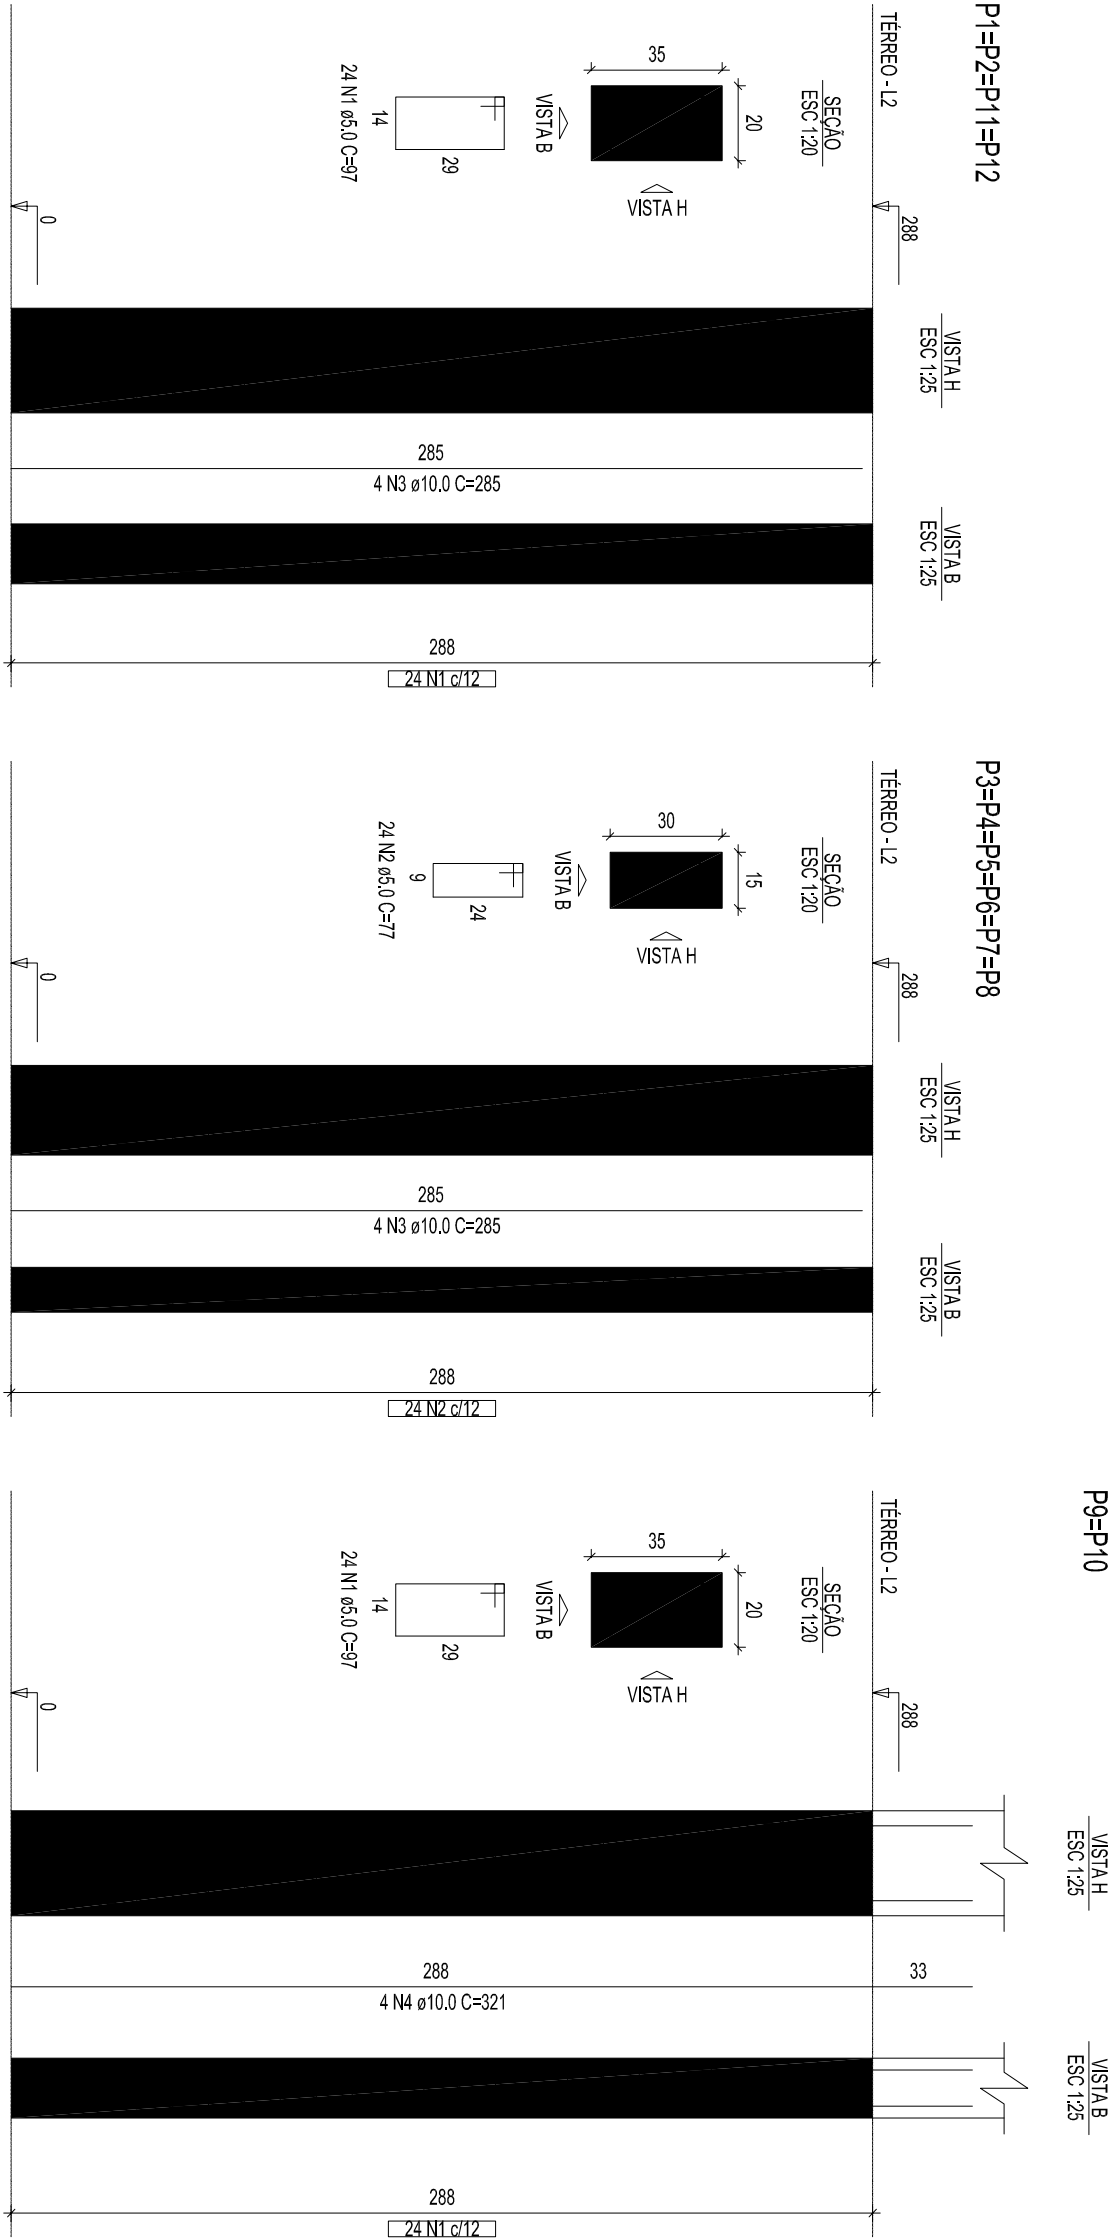 P1=P2=P11=P12
TÉRREO - L2
288
SEÇÃO
ESC 1:20
20
35
VISTA H
VISTA B
29
14
24 N1 ø5.0 C=97
0
VISTA H
ESC 1:25
285
4 N3 ø10.0 C=285
VISTA B
ESC 1:25
288
24 N1 c/12
P3=P4=P5=P6=P7=P8
TÉRREO - L2
288
SEÇÃO
ESC 1:20
15
30
VISTA H
VISTA B
24
9
24 N2 ø5.0 C=77
0
VISTA H
ESC 1:25
285
4 N3 ø10.0 C=285
VISTA B
ESC 1:25
288
24 N2 c/12
P9=P10
TÉRREO - L2
288
SEÇÃO
ESC 1:20
20
35
VISTA H
VISTA B
29
14
24 N1 ø5.0 C=97
0
VISTA H
ESC 1:25
33
288
4 N4 ø10.0 C=321
VISTA B
ESC 1:25
288
24 N1 c/12